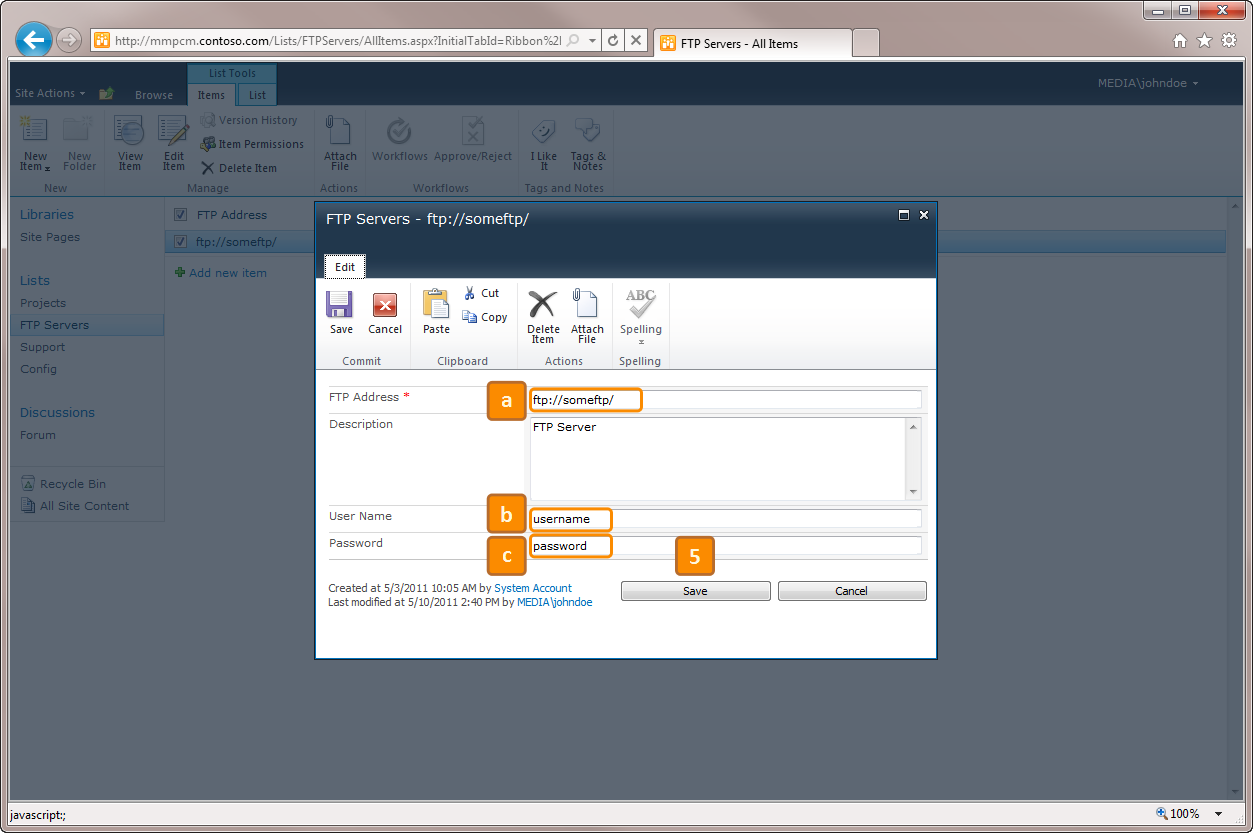 http://mmpcm.contoso.com/Lists/FTPServers/AllItems.aspx?InitialTabId=Ribbon%2
FTP Servers - All Items
List Tools
MEDIA\johndoe
Site Actions
Browse
Items
List
New Item
New Folder
New
View Item
Edit Item
Version History
Item Permissions
Delete Item
Manage
Attach File
Actions
Workflows
Approve/Reject
Workflows
I Like It
Tags & Notes
Tags and Notes
Libraries
Site Pages
Lists
Projects
FTP Servers
Support
Config
Discussions
Forum
Recycle Bin
All Site Content
FTP Address
ftp://someftp/
Add new item
FTP Servers - ftp://someftp/
Edit
Save
Cancel
Commit
Paste
Cut
Copy
Clipboard
Delete Item
Attach File
Actions
ABC
Spelling
Spelling
FTP Address *
a
ftp://someftp/
Description
FTP Server
User Name
b
username
Password
c
password
5
Created at 5/3/2011 10:05 AM by System Account
Last modified at 5/10/2011 2:40 PM by MEDIA\johndoe
Save
Cancel
javascript:;
100%